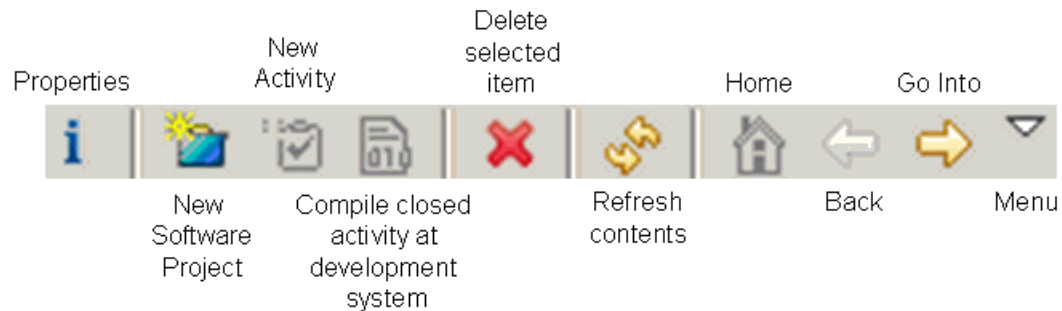 Properties
New
Activity
Delete
selected
item
Home
Go Into
i
010
New
Software
Project
Compile closed
activity at
development
system
Refresh
contents
Back
Menu